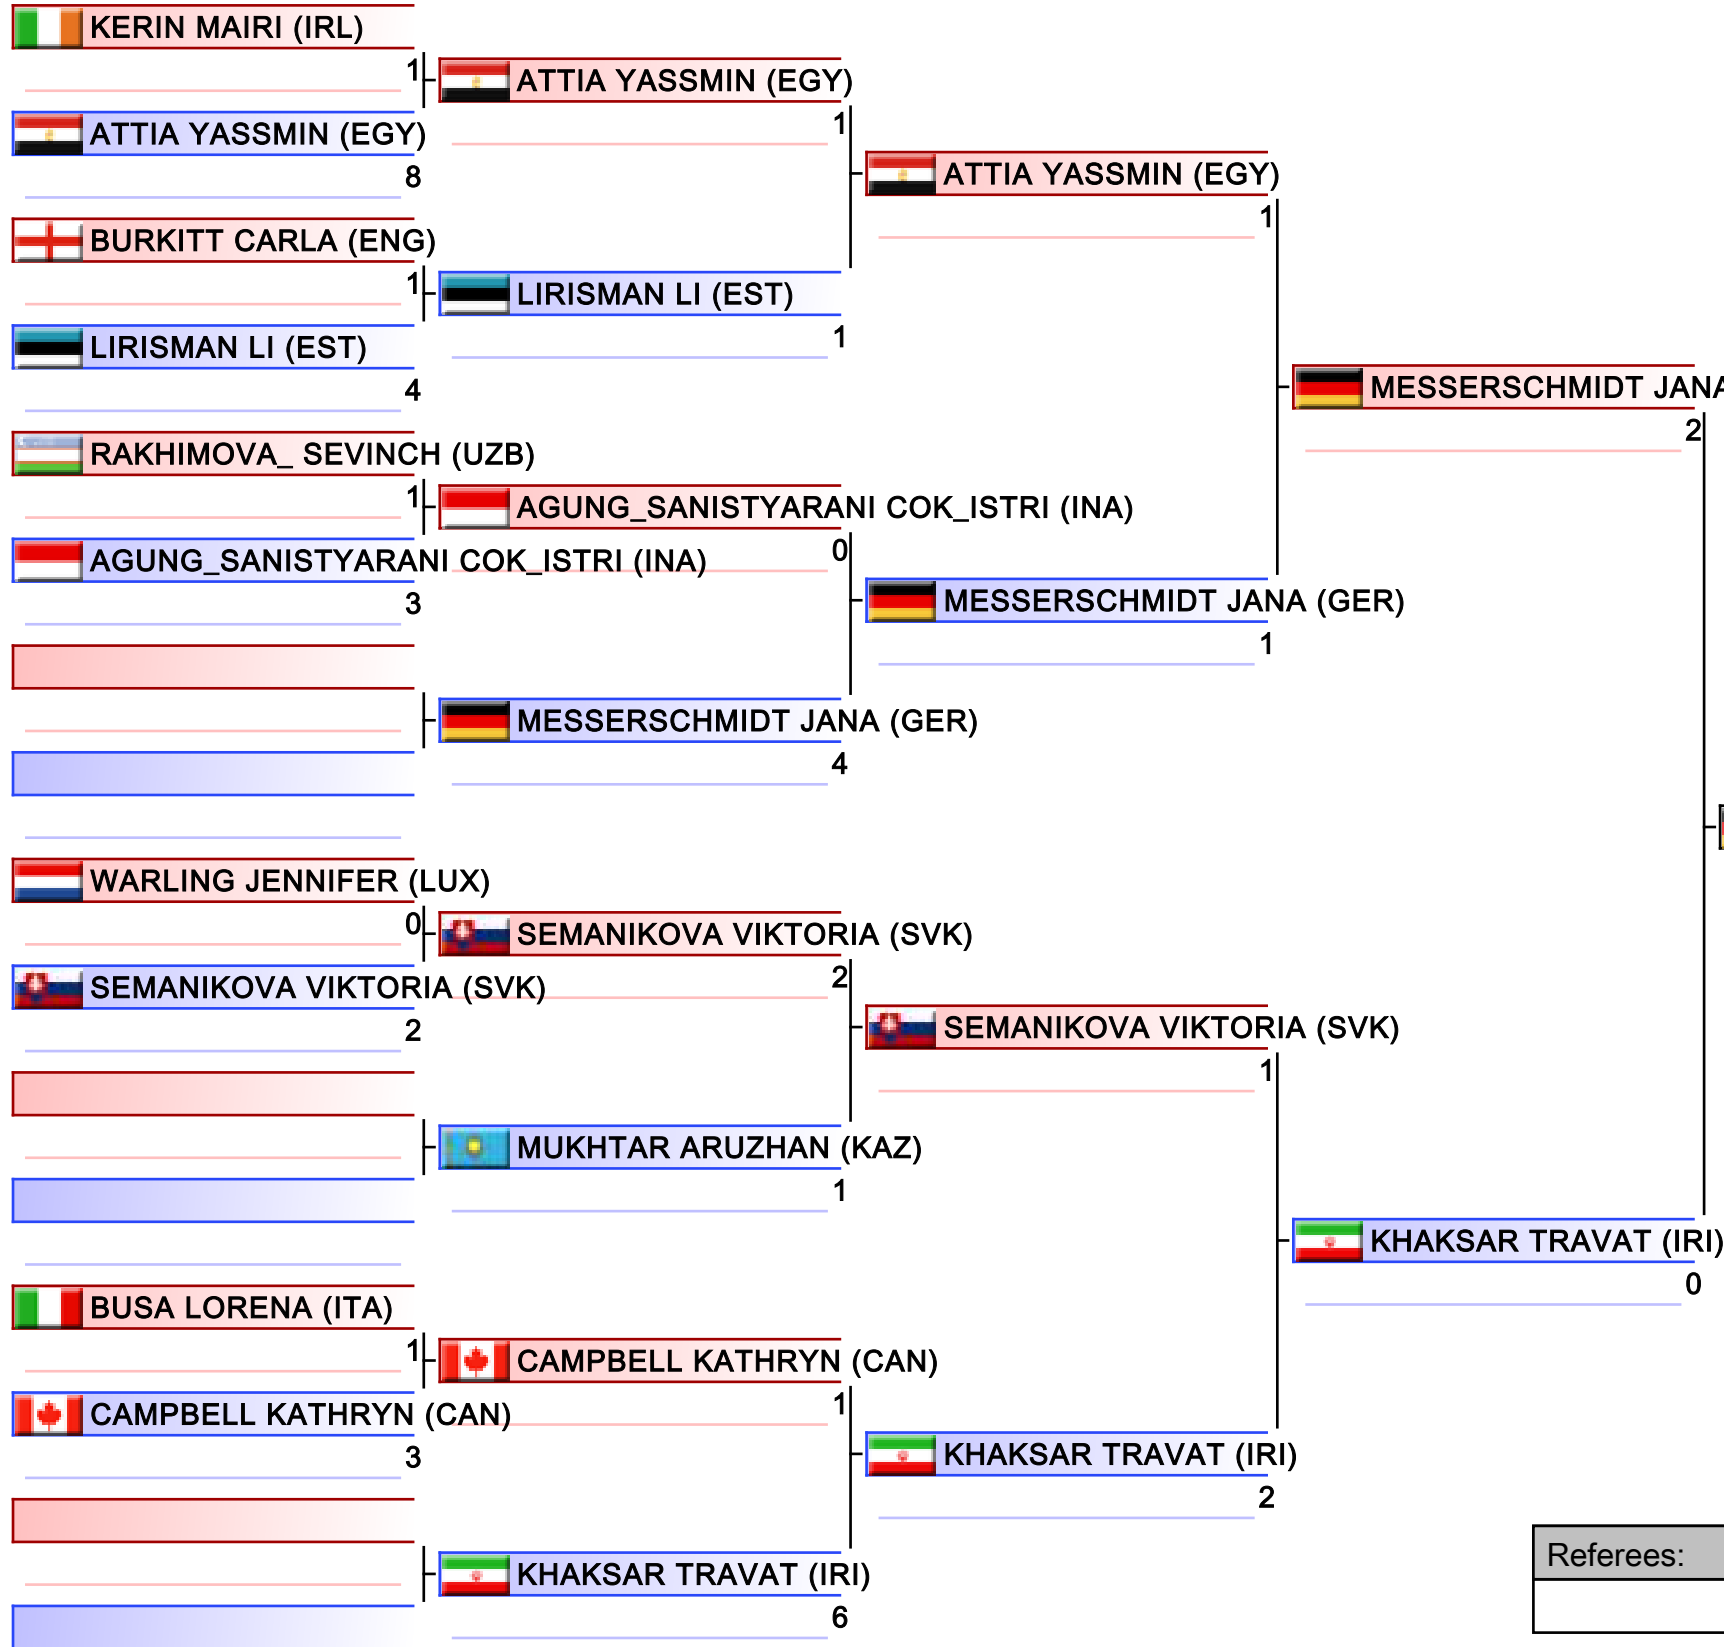 KERIN MAIRI (IRL)
1
ATTIA YASSMIN (EGY)
8
BURKITT CARLA (ENG)
1
LIRISMAN LI (EST)
4
RAKHIMOVA_ SEVINCH (UZB)
1
AGUNG_SANISTYARANI COK_ISTRI (INA)
3
WARLING JENNIFER (LUX)
0
SEMANIKOVA VIKTORIA (SVK)
2
BUSA LORENA (ITA)
1
CAMPBELL KATHRYN (CAN)
3
ATTIA YASSMIN (EGY)
1
LIRISMAN LI (EST)
1
AGUNG_SANISTYARANI COK_ISTRI (INA)
0
MESSERSCHMIDT JANA (GER)
4
SEMANIKOVA VIKTORIA (SVK)
2
MUKHTAR ARUZHAN (KAZ)
1
CAMPBELL KATHRYN (CAN)
1
KHAKSAR TRAVAT (IRI)
6
ATTIA YASSMIN (EGY)
1
MESSERSCHMIDT JANA (GER)
1
SEMANIKOVA VIKTORIA (SVK)
1
KHAKSAR TRAVAT (IRI)
2
MESSERSCHMIDT JANA
2
KHAKSAR TRAVAT (IRI)
0
Referees: